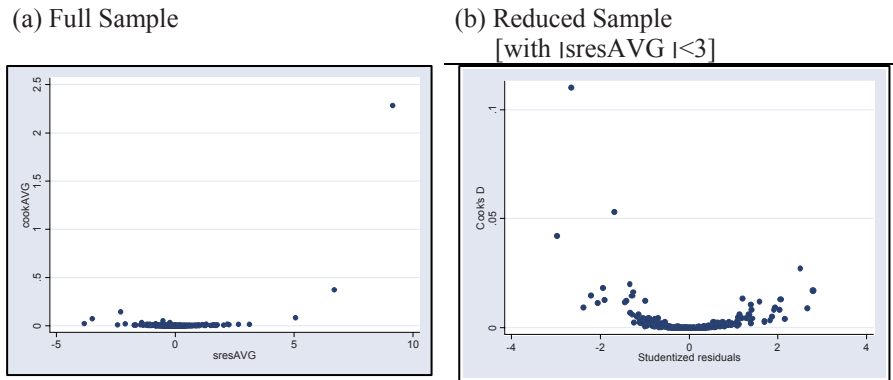 (a) Full Sample
2.5
2
1.5
1
.5
0
cookAVG
-5
0
5
10
sresAVG
(b) Reduced Sample
[with |sresAVG |<3]
.1
.05
0
Cook's D
-4
-2
0
2
4
Studentized residuals